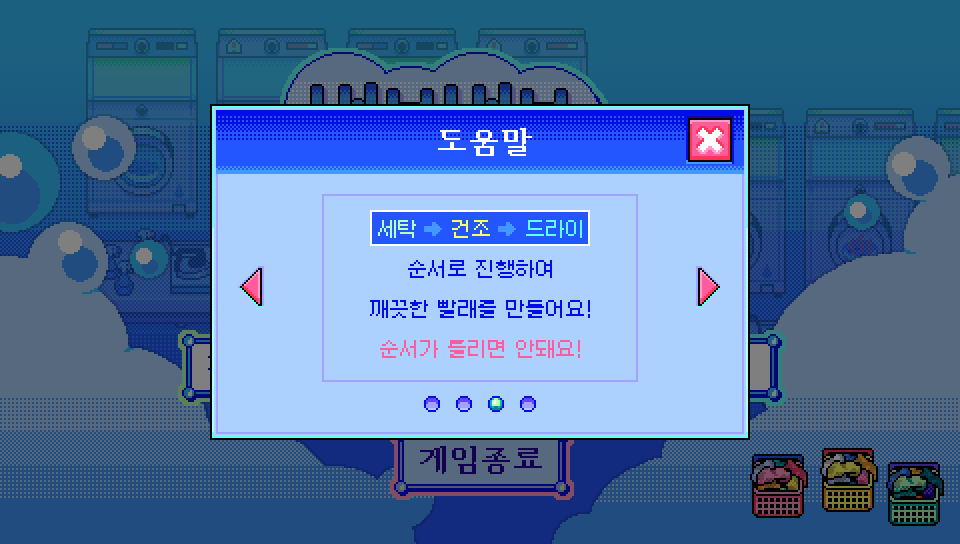 도움말
세탁 ➡ 건조 ➡ 드라이
순서로 진행하여
깨끗한 빨래를 만들어요!
순서가 틀리면 안돼요!
게임종료